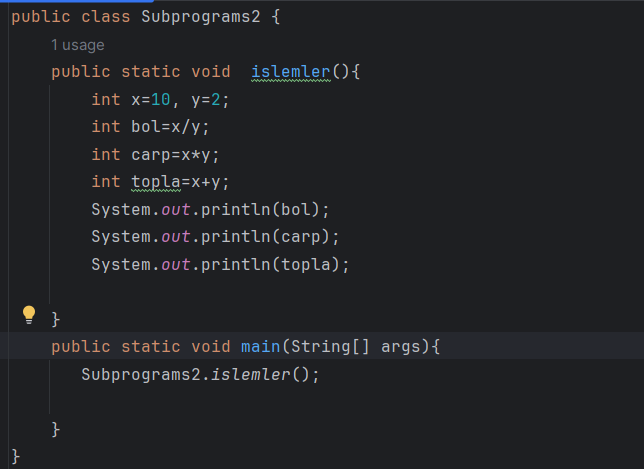 public class Subprograms2 {
1 usage
public static void  islemler(){
int x=10, y=2;
int bol=x/y;
int carp=x*y;
int topla=x+y;
System.out.println(bol);
System.out.println(carp);
System.out.println(topla);
}
public static void main(String[] args){
Subprograms2.islemler();
}
}